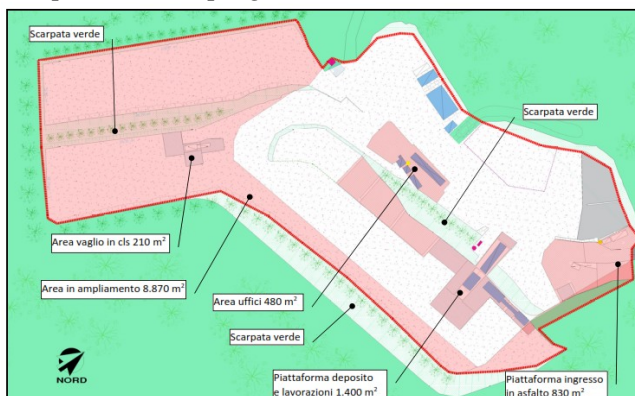 Scarpata verde
Scarpata verde
Area vaglio in cls 210 m²
Area in ampliamento 8.870 m²
Area uffici 480 m²
Scarpata verde
NORD
Piattaforma deposito
e lavorazioni 1.400 m²
Piattaforma ingresso
in asfalto 830 m²